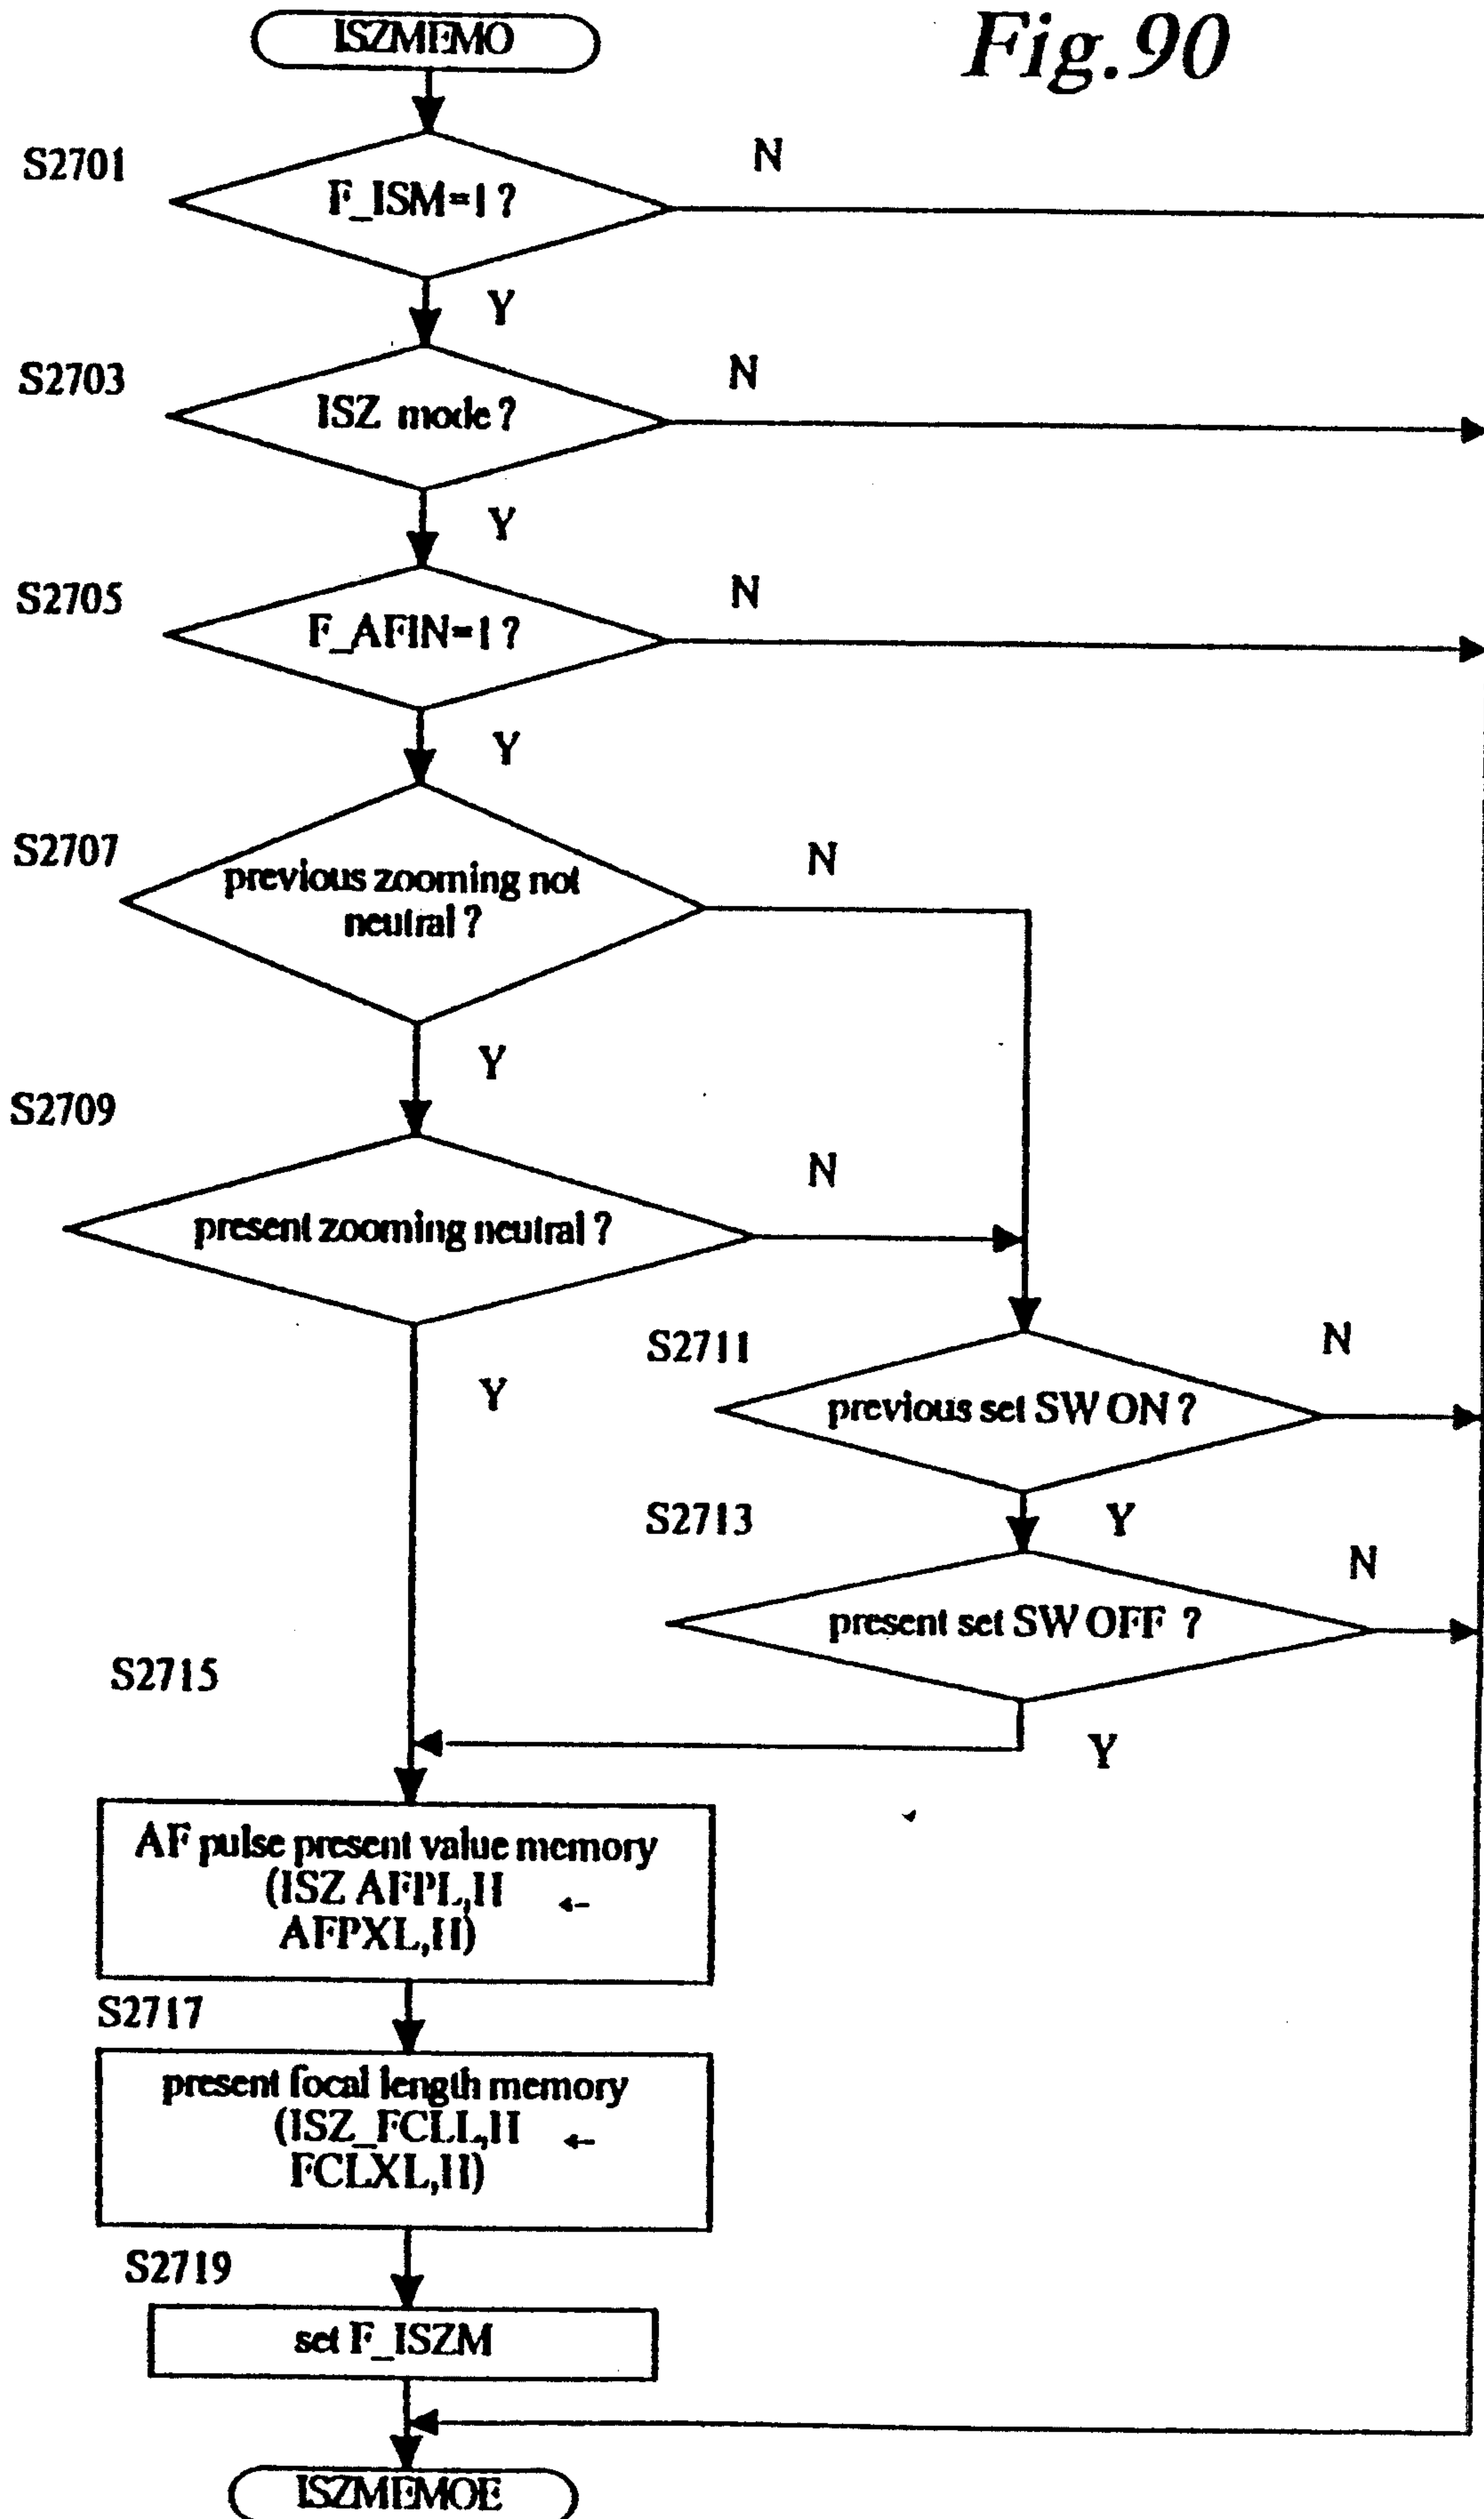 Fig.90
ISZMEMO
S2701
F_ISM=1?
N
Y
S2703
ISZ mode?
N
Y
S2705
F_AFIN=1?
N
Y
S2707
previous zooming not
neutral?
N
Y
S2709
present zooming neutral?
N
Y
S2711
previous set SW ON?
N
Y
S2713
present set SW OFF ?
N
Y
S2715
AF pulse present value memory
(ISZ AFPL,H ←
AFPXL,H)
S2717
present focal length memory
(ISZ_FCLL,H ←
FCLXL,H)
S2719
set F_ISZM
ISZMEMOE